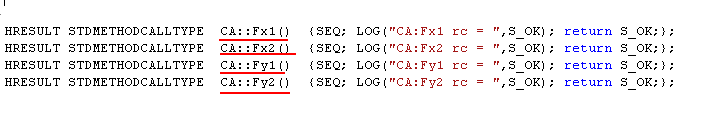 HRESULT STDMETHODCALLTYPE  CA::Fx1()  {SEQ; LOG("CA:Fx1 rc = ",S_OK); return S_OK;};
HRESULT STDMETHODCALLTYPE  CA::Fx2()  {SEQ; LOG("CA:Fx2 rc = ",S_OK); return S_OK;};
HRESULT STDMETHODCALLTYPE  CA::Fy1()  {SEQ; LOG("CA:Fy1 rc = ",S_OK); return S_OK;};
HRESULT STDMETHODCALLTYPE  CA::Fy2()  {SEQ; LOG("CA:Fy2 rc = ",S_OK); return S_OK;};